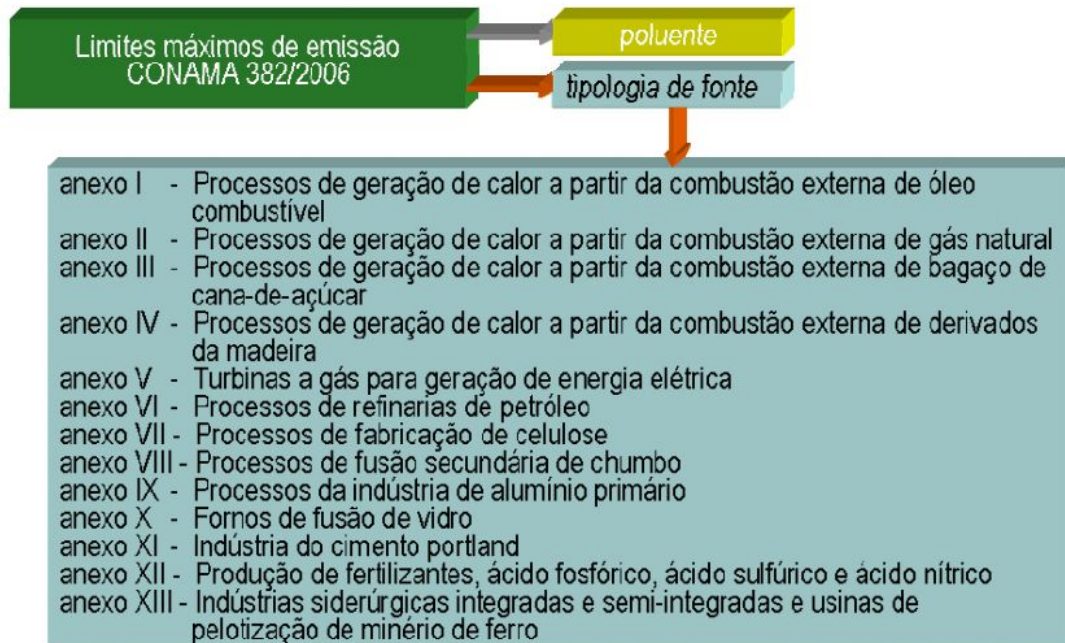 Limites máximos de emissão
CONAMA 382/2006
poluente
tipologia de fonte
anexo I - Processos de geração de calor a partir da combustão externa de óleo
combustível
anexo II - Processos de geração de calor a partir da combustão externa de gás natural
anexo III - Processos de geração de calor a partir da combustão externa de bagaço de
cana-de-açúcar
anexo IV - Processos de geração de calor a partir da combustão externa de derivados
da madeira
anexo V - Turbinas a gás para geração de energia elétrica
anexo VI - Processos de refinarias de petróleo
anexo VII - Processos de fabricação de celulose
anexo VIII - Processos de fusão secundária de chumbo
anexo IX - Processos da indústria de alumínio primário
anexo X - Fornos de fusão de vidro
anexo XI - Indústria do cimento portland
anexo XII - Produção de fertilizantes, ácido fosfórico, ácido sulfúrico e ácido nítrico
anexo XIII - Indústrias siderúrgicas integradas e semi-integradas e usinas de
pelotização de minério de ferro